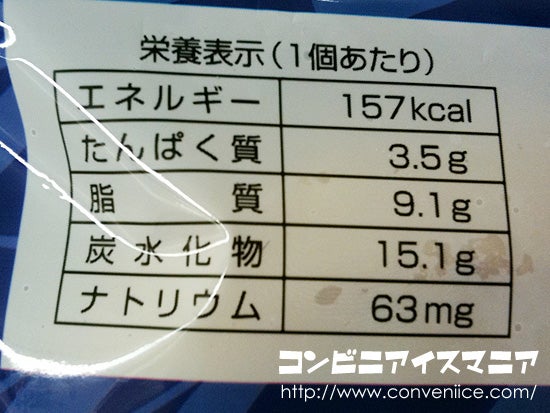 栄養表示(1個あたり)
エネルギー 157kcal
たんぱく質 3.5g
脂質 9.1g
炭水化物 15.1g
ナトリウム 63mg
コンビニアイスマニア
http://www.conveniice.com/